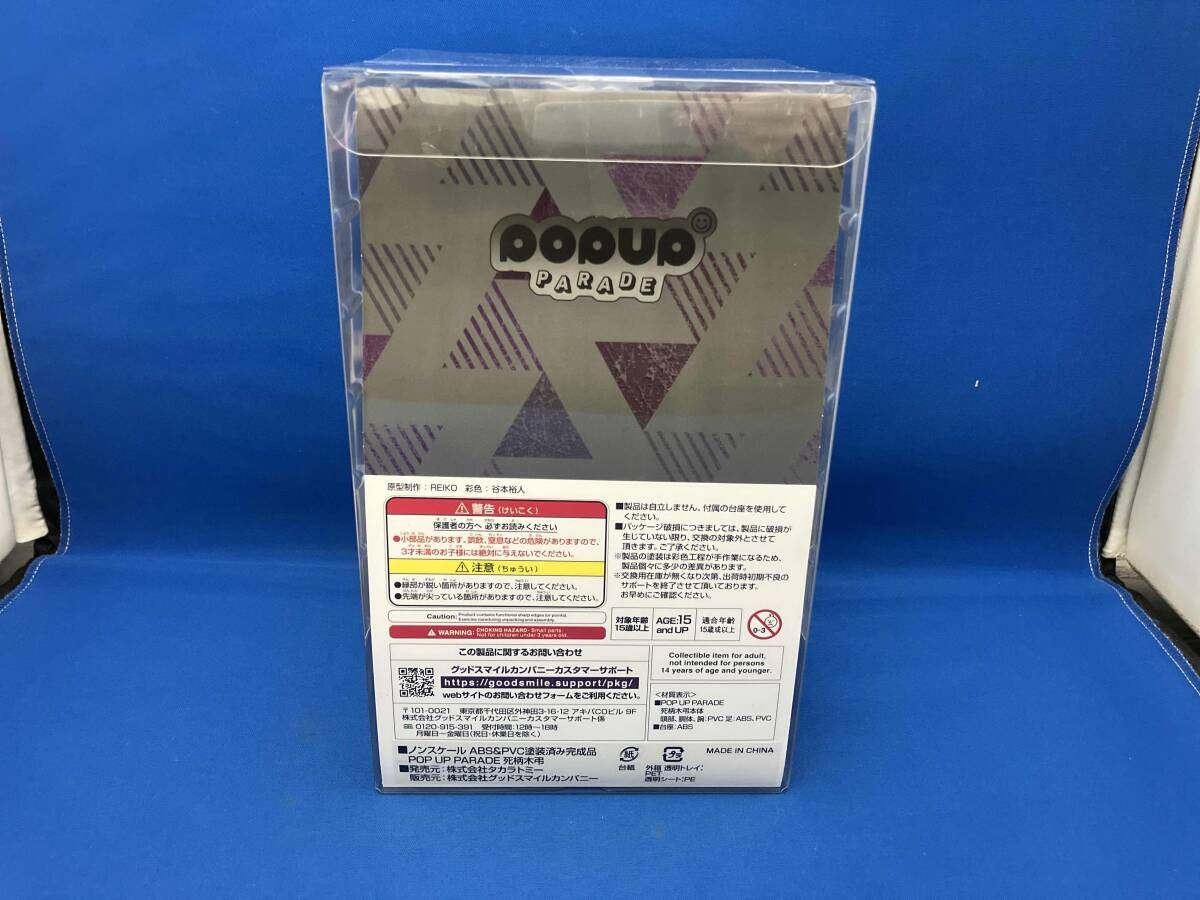 POPUP
PARADE
原型制作：REIKO 彩色：谷本裕人
警告(けいこく)
保護者の方へ 必ずお読みください
●小部品があります。誤飲、窒息などの危険がありますので、
3才未満のお子様には絶対に与えないでください。
注意(ちゅうい)
●縁部が鋭い箇所がありますので、注意してください。
●先端が尖っている箇所がありますので、注意してください。
Caution: Product contains functional sharp edges (or points).
Exercise care during unpacking and assembly.
WARNING: CHOKING HAZARD- Small parts
Not for children under 3 years old.
■製品は自立しません。付属の台座を使用して
ください。
■パッケージ破損につきましては、製品に破損が
生じていない限り、交換の対象外とさせて
頂きます。ご了承ください。
※製品の塗装は彩色工程が手作業になるため、
製品個々に多少の差異があります。
※交換用在庫が無くなり次第、出荷時初期不良の
サポートを終了させて頂いております。
お早めにご確認ください。
対象年齢
15歳以上
AGE:15
and UP
適合年齡
15歲或以上
0-3
この製品に関するお問い合わせ
グッドスマイルカンパニーカスタマーサポート
https://goodsmile.support/pkg/
webサイトのお問い合わせフォームをご利用ください。
〒101-0021 東京都千代田区外神田3-16-12 アキバCOビル 9F
株式会社グッドスマイルカンパニーカスタマーサポート係
☎0120-915-391 受付時間:12時〜18時
月曜日〜金曜日(祝日・休業日を除く)
Collectible item for adult,
not intended for persons
14 years of age and younger.
<材質表示>
■POP UP PARADE
死柄木弔本体
頭部、胴体、腕:PVC 足:ABS、PVC
■台座:ABS
■ノンスケール ABS&PVC塗装済み完成品
POP UP PARADE 死柄木弔
■発売元：株式会社タカラトミー
販売元：株式会社グッドスマイルカンパニー
紙
台紙
プラ
外箱 透明トレイ：
PET
透明シート:PE
MADE IN CHINA